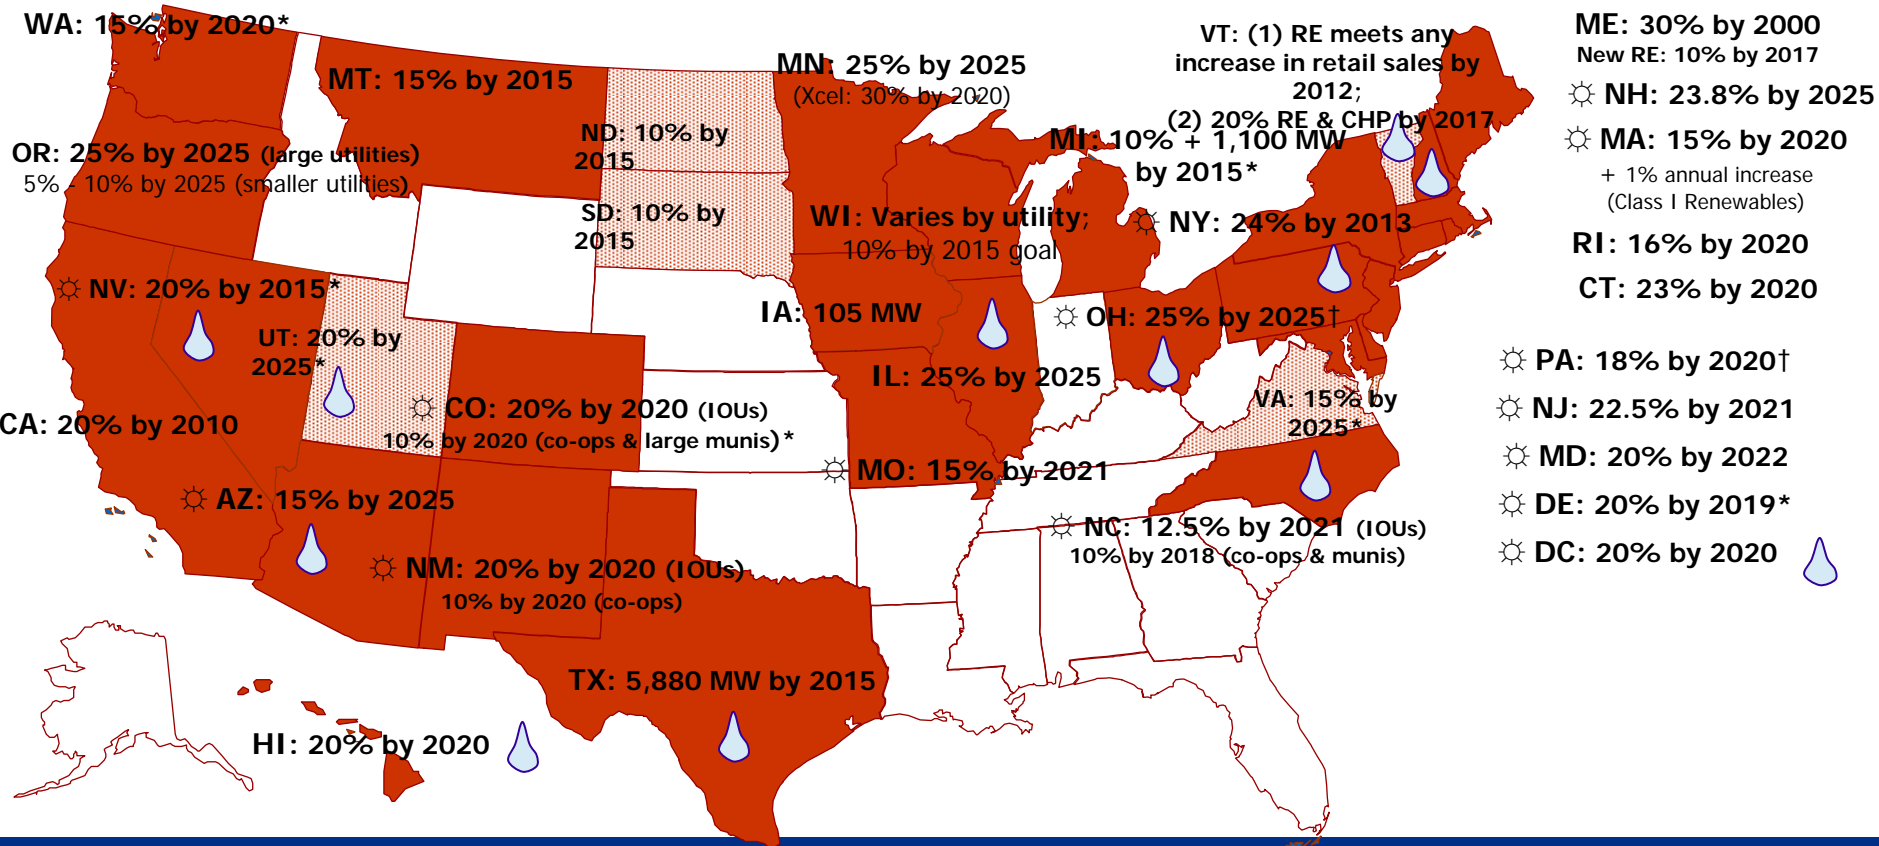 WA: 15% by 2020*
MT: 15% by 2015
MN: 25% by 2025
(Xcel: 30% by 2020)
VT: (1) RE meets any
increase in retail sales by
2012;
(2) 20% RE & CHP by 2017
ME: 30% by 2000
New RE: 10% by 2017
☼ NH: 23.8% by 2025
☼ MA: 15% by 2020
+ 1% annual increase
(Class I Renewables)
RI: 16% by 2020
CT: 23% by 2020
OR: 25% by 2025 (large utilities)
5% - 10% by 2025 (smaller utilities)
ND: 10% by
2015
SD: 10% by
2015
MI: 10% + 1,100 MW
by 2015*
WI: Varies by utility;
10% by 2015 goal
☼ NY: 24% by 2013
☼ NV: 20% by 2015*
UT: 20% by
2025*
IA: 105 MW
☼ OH: 25% by 2025†
IL: 25% by 2025
☼ PA: 18% by 2020†
☼ NJ: 22.5% by 2021
☼ MD: 20% by 2022
☼ DE: 20% by 2019*
☼ DC: 20% by 2020
CA: 20% by 2010
☼ CO: 20% by 2020 (IOUs)
10% by 2020 (co-ops & large munis)*
VA: 15% by
2025*
☼ MO: 15% by 2021
☼ AZ: 15% by 2025
☼ NC: 12.5% by 2021 (IOUs)
10% by 2018 (co-ops & munis)
☼ NM: 20% by 2020 (IOUs)
10% by 2020 (co-ops)
TX: 5,880 MW by 2015
HI: 20% by 2020